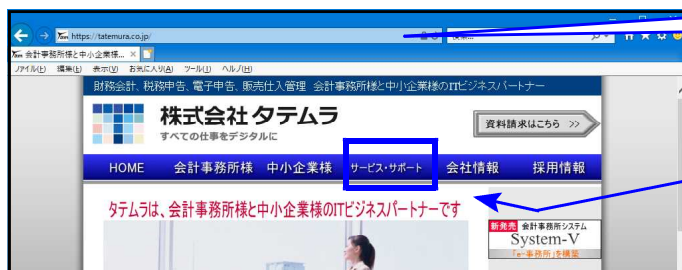 https://tatemura.co.jp/
検索...
会計事務所様と中小企業様...
ファイル(F) 編集(E) 表示(V) お気に入り(A) ツール(T) ヘルプ(H)
財務会計、税務申告、電子申告、販売仕入管理 会計事務所様と中小企業様のITビジネスパートナー
株式会社タテムラ
すべての仕事をデジタルに
資料請求はこちら >>
HOME 会計事務所様 中小企業様 サービス・サポート 会社情報 採用情報
タテムラは、会計事務所様と中小企業様のITビジネスパートナーです
新発売 会計事務所システム
System-V
「e-事務所」を構築